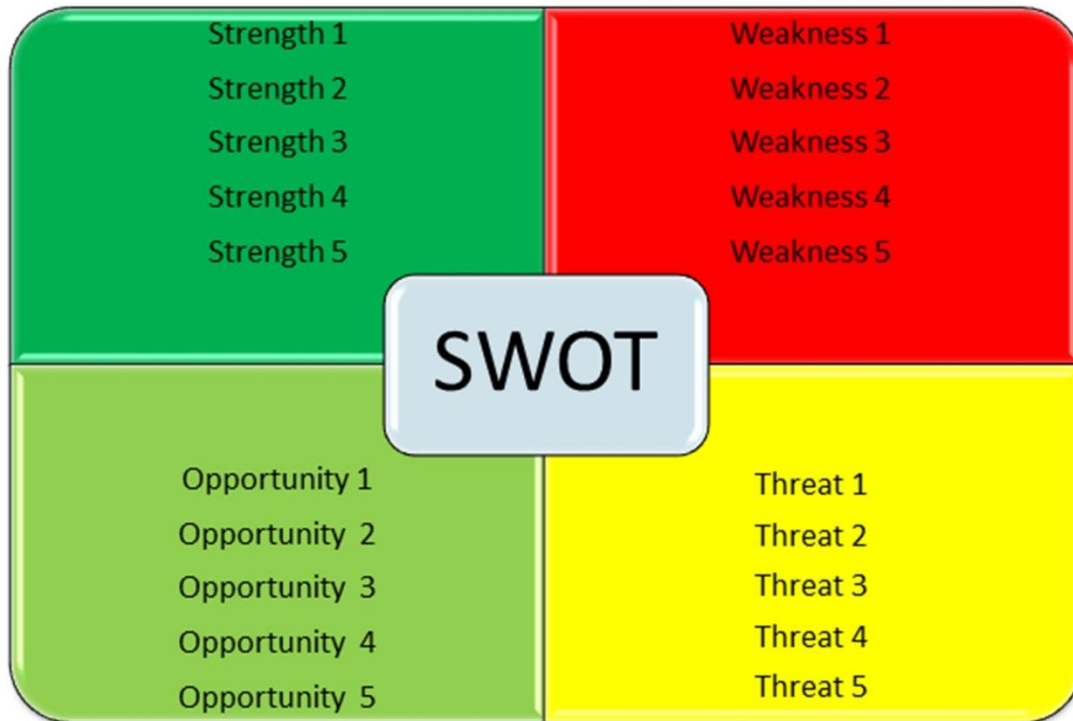 Strength 1
Strength 2
Strength 3
Strength 4
Strength 5
Weakness 1
Weakness 2
Weakness 3
Weakness 4
Weakness 5
SWOT
Opportunity 1
Opportunity 2
Opportunity 3
Opportunity 4
Opportunity 5
Threat 1
Threat 2
Threat 3
Threat 4
Threat 5